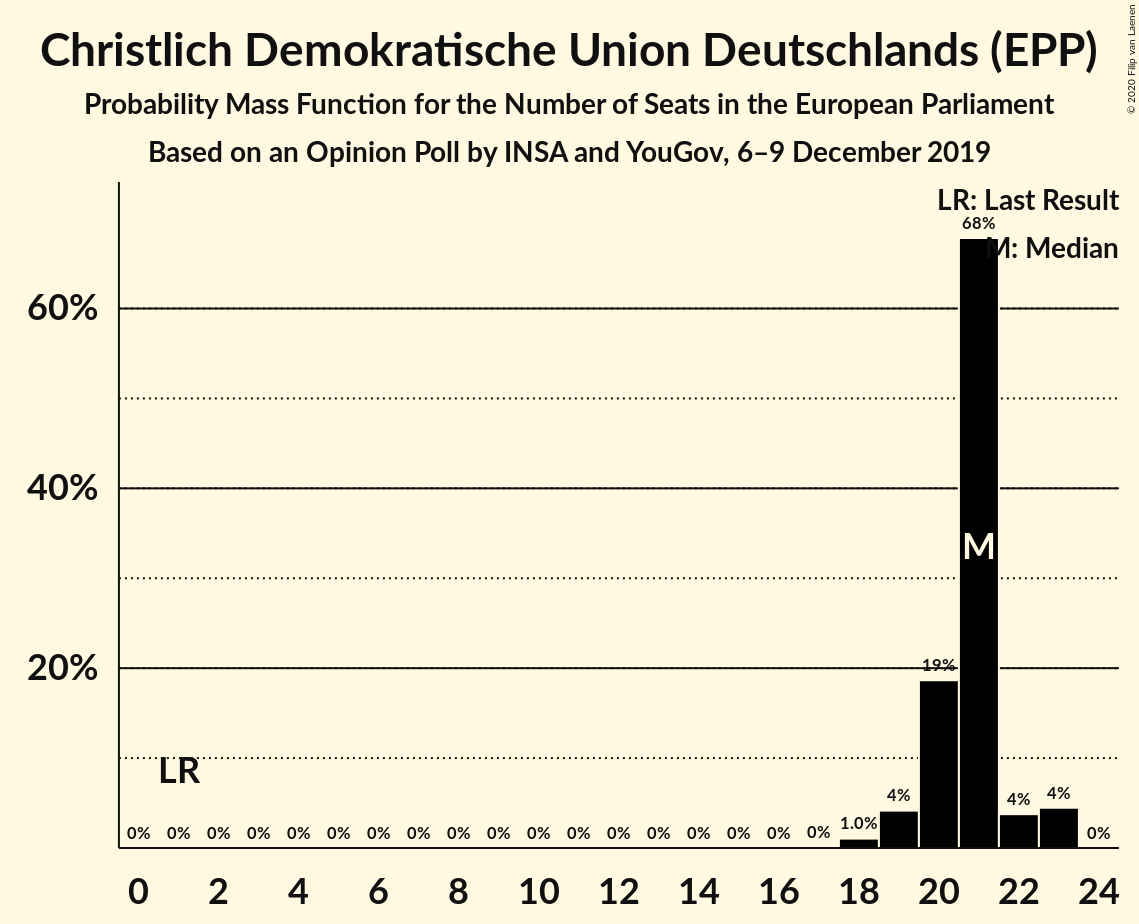 Christlich Demokratische Union Deutschlands (EPP)
Probability Mass Function for the Number of Seats in the European Parliament
Based on an Opinion Poll by INSA and YouGov, 6–9 December 2019
© 2020 Filip van Laenen
LR: Last Result
M: Median
68%
60%
40%
M
20%
19%
LR
0% 0% 0% 0% 0% 0% 0% 0% 0% 0% 0% 0% 0% 0% 0% 0% 0% 0% 1.0% 4% 4% 4% 0%
0 2 4 6 8 10 12 14 16 18 20 22 24